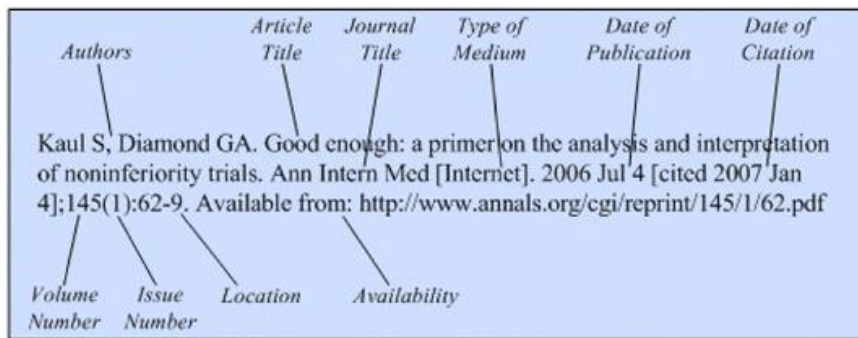 Article Journal Type of Date of Date of
Authors Title Title Medium Publication Citation
Kaul S, Diamond GA. Good enough: a primer on the analysis and interpretation
of noninferiority trials. Ann Intern Med [Internet]. 2006 Jul 4 [cited 2007 Jan
4];145(1):62-9. Available from: http://www.annals.org/cgi/reprint/145/1/62.pdf
Volume Issue Location Availability
Number Number